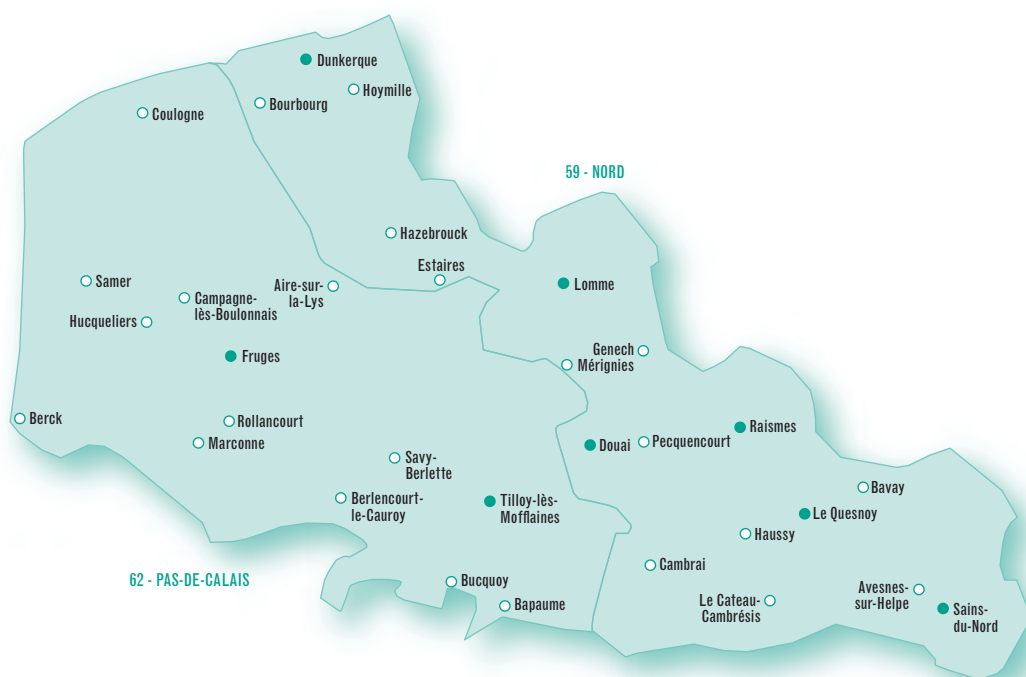 Dunkerque
Hoymille
Bourbourg
Coulogne
59 - NORD
Hazebrouck
Estaires
Samer
Aire-sur-
la-Lys
Lomme
Campagne-
lès-Boulonnais
Hucqueliers
Fruges
Genech
Mérignies
Berck
Rollancourt
Marconne
Raismes
Douai
Pecquencourt
Savy-
Berlette
Berlencourt-
le-Cauroy
Tilloy-lès-
Mofflaines
Bavay
Le Quesnoy
Haussy
Cambrai
62 - PAS-DE-CALAIS
Bucquoy
Bapaume
Le Cateau-
Cambrésis
Avesnes-
sur-Helpe
Sains-
du-Nord